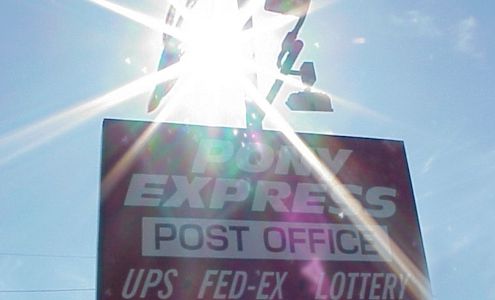 PONY
EXPRESS
POST OFFICE
UPS FED-EX LOTTERY